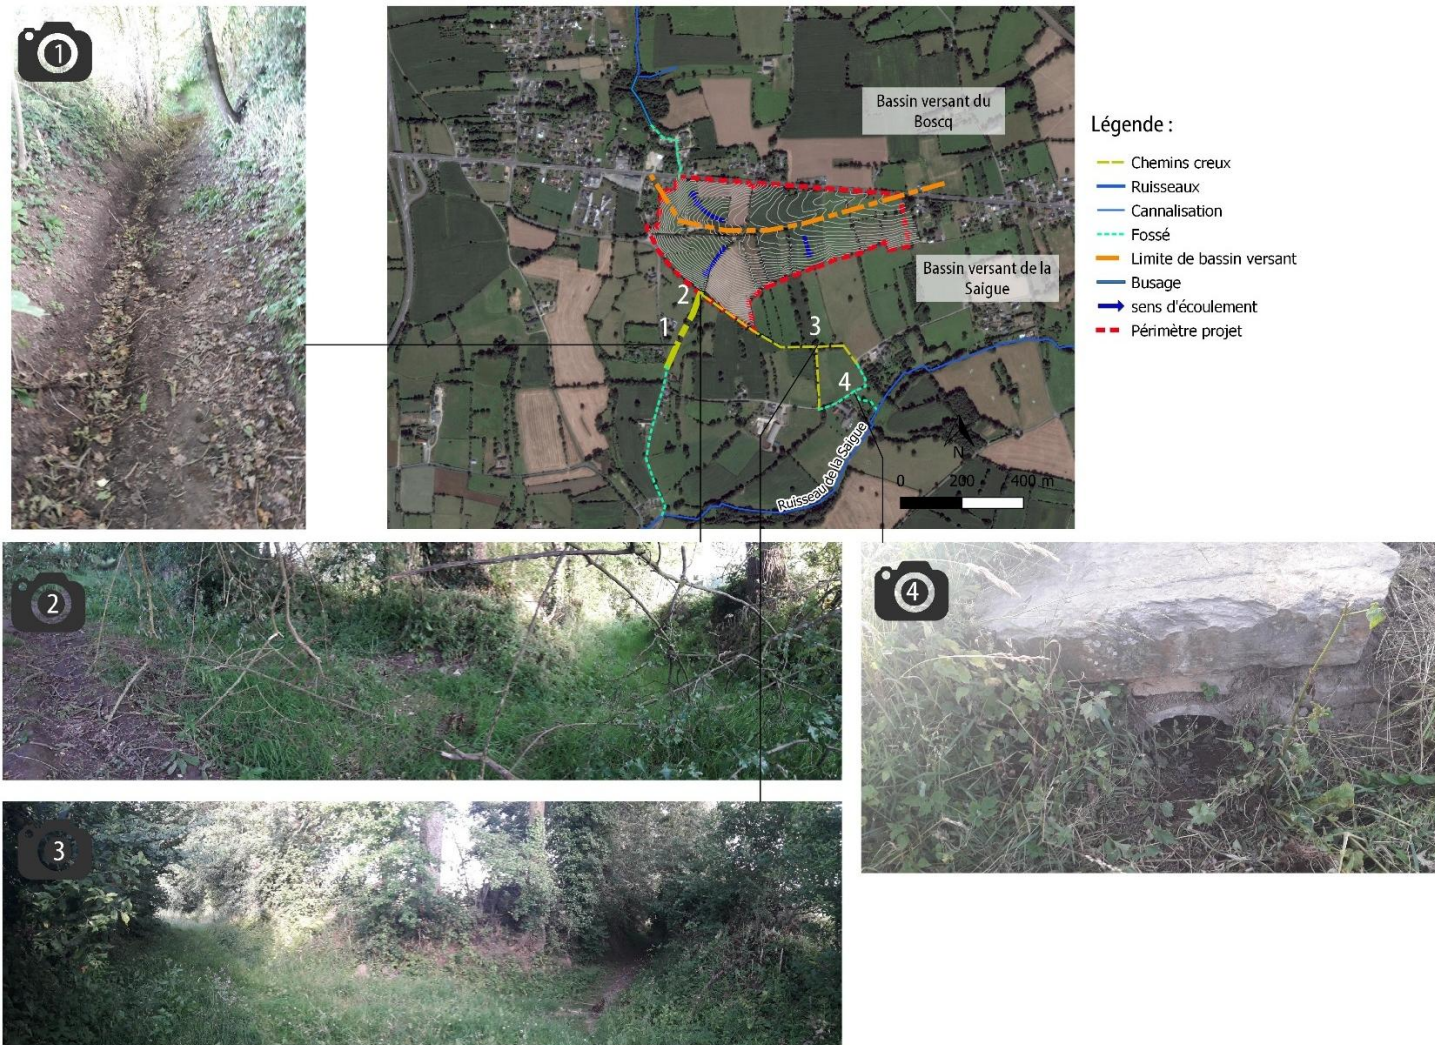 1
Bassin versant du
Boscq
Bassin versant de la
Saigue
2
1
3
4
Ruisseau de la Saigue
N
0 200 400 m
Légende :
Chemins creux
Ruisseaux
Cannalisation
Fossé
Limite de bassin versant
Busage
sens d'écoulement
Périmètre projet
2
4
3